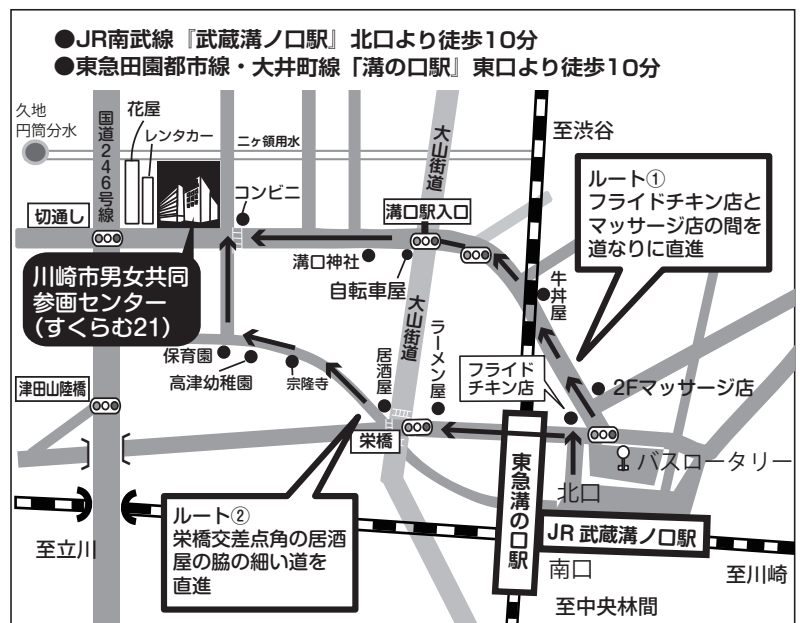 ●JR南武線『武蔵溝ノ口駅』北口より徒歩10分
●東急田園都市線・大井町線「溝の口駅」東口より徒歩10分
久地
円筒分水
国道246号線
花屋
レンタカー
二ヶ領用水
大山街道
至渋谷
コンビニ
切通し
溝口駅入口
ルート①
フライドチキン店と
マッサージ店の間を
道なりに直進
川崎市男女共同
参画センター
(すくらむ21)
溝口神社
自転車屋
牛丼屋
大山街道
保育園
高津幼稚園
宗隆寺
居酒屋
ラーメン屋
フライド
チキン店
2Fマッサージ店
津田山陸橋
栄橋
バスロータリー
北口
東急溝の口駅
JR 武蔵溝ノ口駅
ルート②
栄橋交差点角の居酒
屋の脇の細い道を
直進
至立川
南口
至川崎
至中央林間